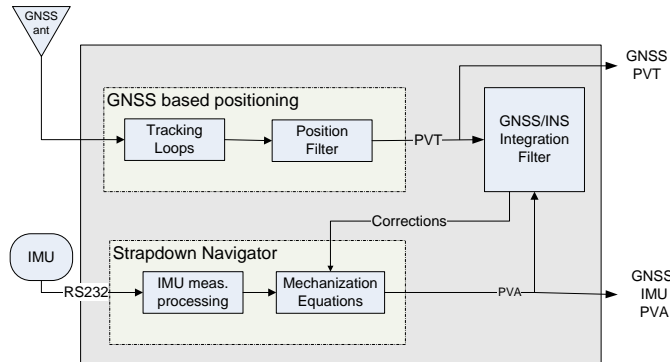 GNSS
ant
GNSS
PVT
GNSS based positioning
Tracking
Loops
Position
Filter
PVT
GNSS/INS
Integration
Filter
Corrections
Strapdown Navigator
IMU
RS232
IMU meas.
processing
Mechanization
Equations
PVA
GNSS
IMU
PVA